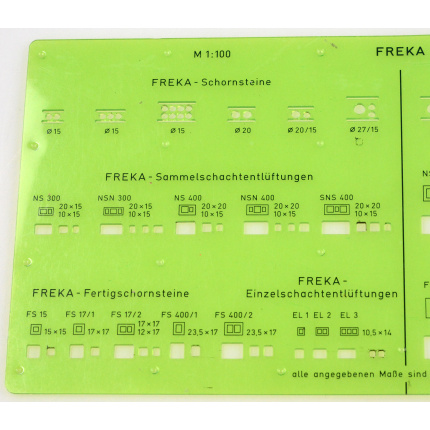 M 1:100
FREKA
FREKA - Schornsteine
ø 15 ø 15 ø 15 ø 20 ø 20/15 ø 27/15
FREKA - Sammelschachtentlüftungen
NS 300 NSN 300 NS 400 NSN 400 SNS 400
20×15 20×15 20×20 20×20 20×20
10×15 10×15 10×15 10×15 10×15
FREKA - Fertigschornsteine
FREKA -
Einzelschachtentlüftungen
FS 15 FS 17/1 FS 17/2 FS 400/1 FS 400/2 EL 1 EL 2 EL 3
15×15 17×17 17×17 12×17 23,5×17 23,5×17 10,5×14
alle angegebenen Maße sind